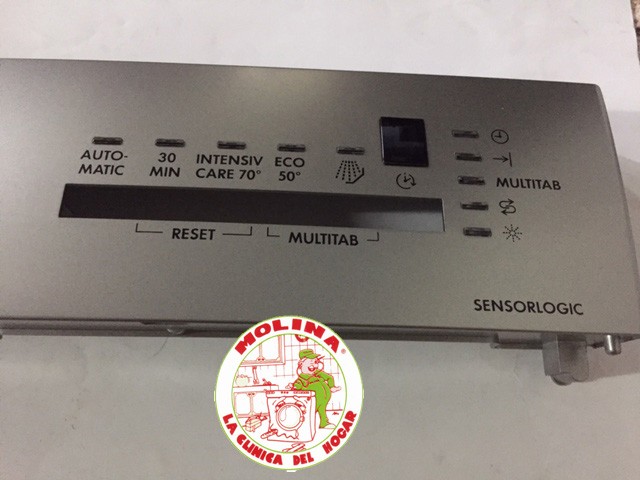 AUTO-
MATIC
30
MIN
INTENSIV
CARE 70°
ECO
50°
MULTITAB
RESET
MULTITAB
SENSORLOGIC
MOLINA®
LA CLINICA DEL HOGAR